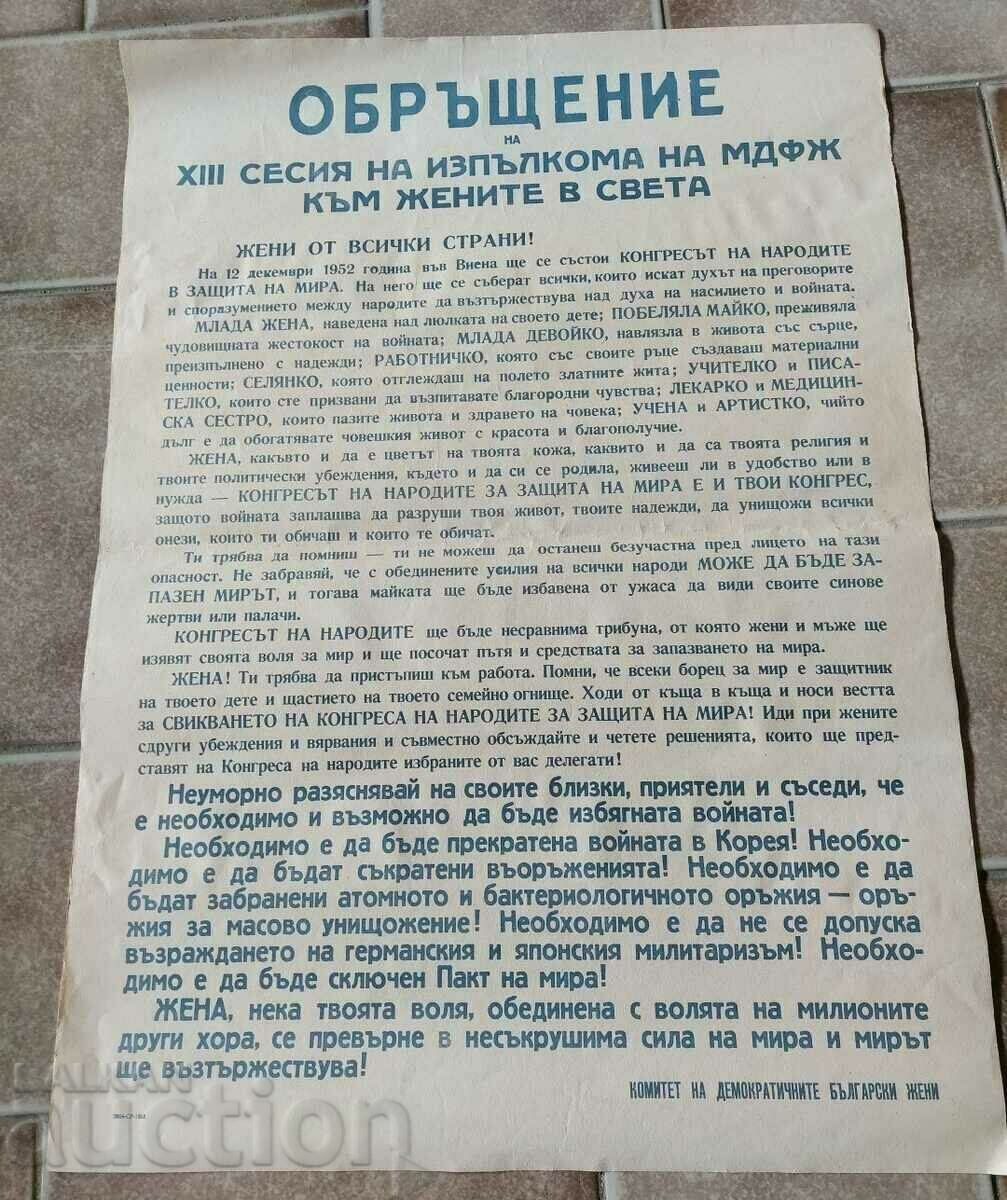 ОБРЪЩЕНИЕ
НА
XIII СЕСИЯ НА ИЗПЪЛКОМА НА МДФЖ
КЪМ ЖЕНИТЕ В СВЕТА
ЖЕНИ ОТ ВСИЧКИ СТРАНИ!
На 12 декември 1952 година във Виена ще се състои КОНГРЕСЪТ НА НАРОДИТЕ
В ЗАЩИТА НА МИРА. На него ще се съберат всички, които искат духът на преговорите
и споразумението между народите да възтържествува над духа на насилието и войната.
МЛАДА ЖЕНА, наведена над люлката на своето дете; ПОБЕЛЯЛА МАЙКО, преживяла
чудовищната жестокост на войната; МЛАДА ДЕВОЙКО, навлязла в живота със сърце,
преизпълнено с надежди; РАБОТНИЧКО, която със своите ръце създаваш материални
ценности; СЕЛЯНКО, която отглеждаш на полето златните жита; УЧИТЕЛКО и ПИСА-
ТЕЛКО, които сте призвани да възпитавате благородни чувства; ЛЕКАРКО и МЕДИЦИН-
СКА СЕСТРО, които пазите живота и здравето на човека; УЧЕНА и АРТИСТКО, чийто
дълг е да обогатявате човешкия живот с красота и благополучие.
ЖЕНА, какъвто и да е цветът на твоята кожа, каквито и да са твоята религия и
твоите политически убеждения, където и да си се родила, живееш ли в удобство или в
нужда — КОНГРЕСЪТ НА НАРОДИТЕ ЗА ЗАЩИТА НА МИРА Е И ТВОИ КОНГРЕС,
защото войната заплашва да разруши твоя живот, твоите надежди, да унищожи всички
онези, които ти обичаш и които те обичат.
Ти трябва да помниш — ти не можеш да останеш безучастна пред лицето на тази
опасност. Не забравяй, че с обединените усилия на всички народи МОЖЕ ДА БЪДЕ ЗА-
ПАЗЕН МИРЪТ, и тогава майката ще бъде избавена от ужаса да види своите синове
жертви или палачи.
КОНГРЕСЪТ НА НАРОДИТЕ ще бъде несравнима трибуна, от която жени и мъже ще
изявят своята воля за мир и ще посочат пътя и средствата за запазването на мира.
ЖЕНА! Ти трябва да пристъпиш към работа. Помни, че всеки борец за мир е защитник
на твоето дете и щастието на твоето семейно огнище. Ходи от къща в къща и носи вестта
за СВИКВАНЕТО НА КОНГРЕСА НА НАРОДИТЕ ЗА ЗАЩИТА НА МИРА! Иди при жените
сдруги убеждения и вярвания и съвместно обсъждайте и четете решенията, които ще пред-
ставят на Конгреса на народите избраните от вас делегати!
Неуморно разяснявай на своите близки, приятели и съседи, че
е необходимо и възможно да бъде избягната войната!
Необходимо е да бъде прекратена войната в Корея! Необхо-
димо е да бъдат съкратени въоръженията! Необходимо е да
бъдат забранени атомното и бактериологичното оръжия — оръ-
жия за масово унищожение! Необходимо е да не се допуска
възраждането на германския и японския милитаризъм! Необхо-
димо е да бъде сключен Пакт на мира!
ЖЕНА, нека твоята воля, обединена с волята на милионите
други хора, се превърне в несъкрушима сила на мира и мирът
ще възтържествува!
КОМИТЕТ НА ДЕМОКРАТИЧНИТЕ БЪЛГАРСКИ ЖЕНИ
BALKAN
auction